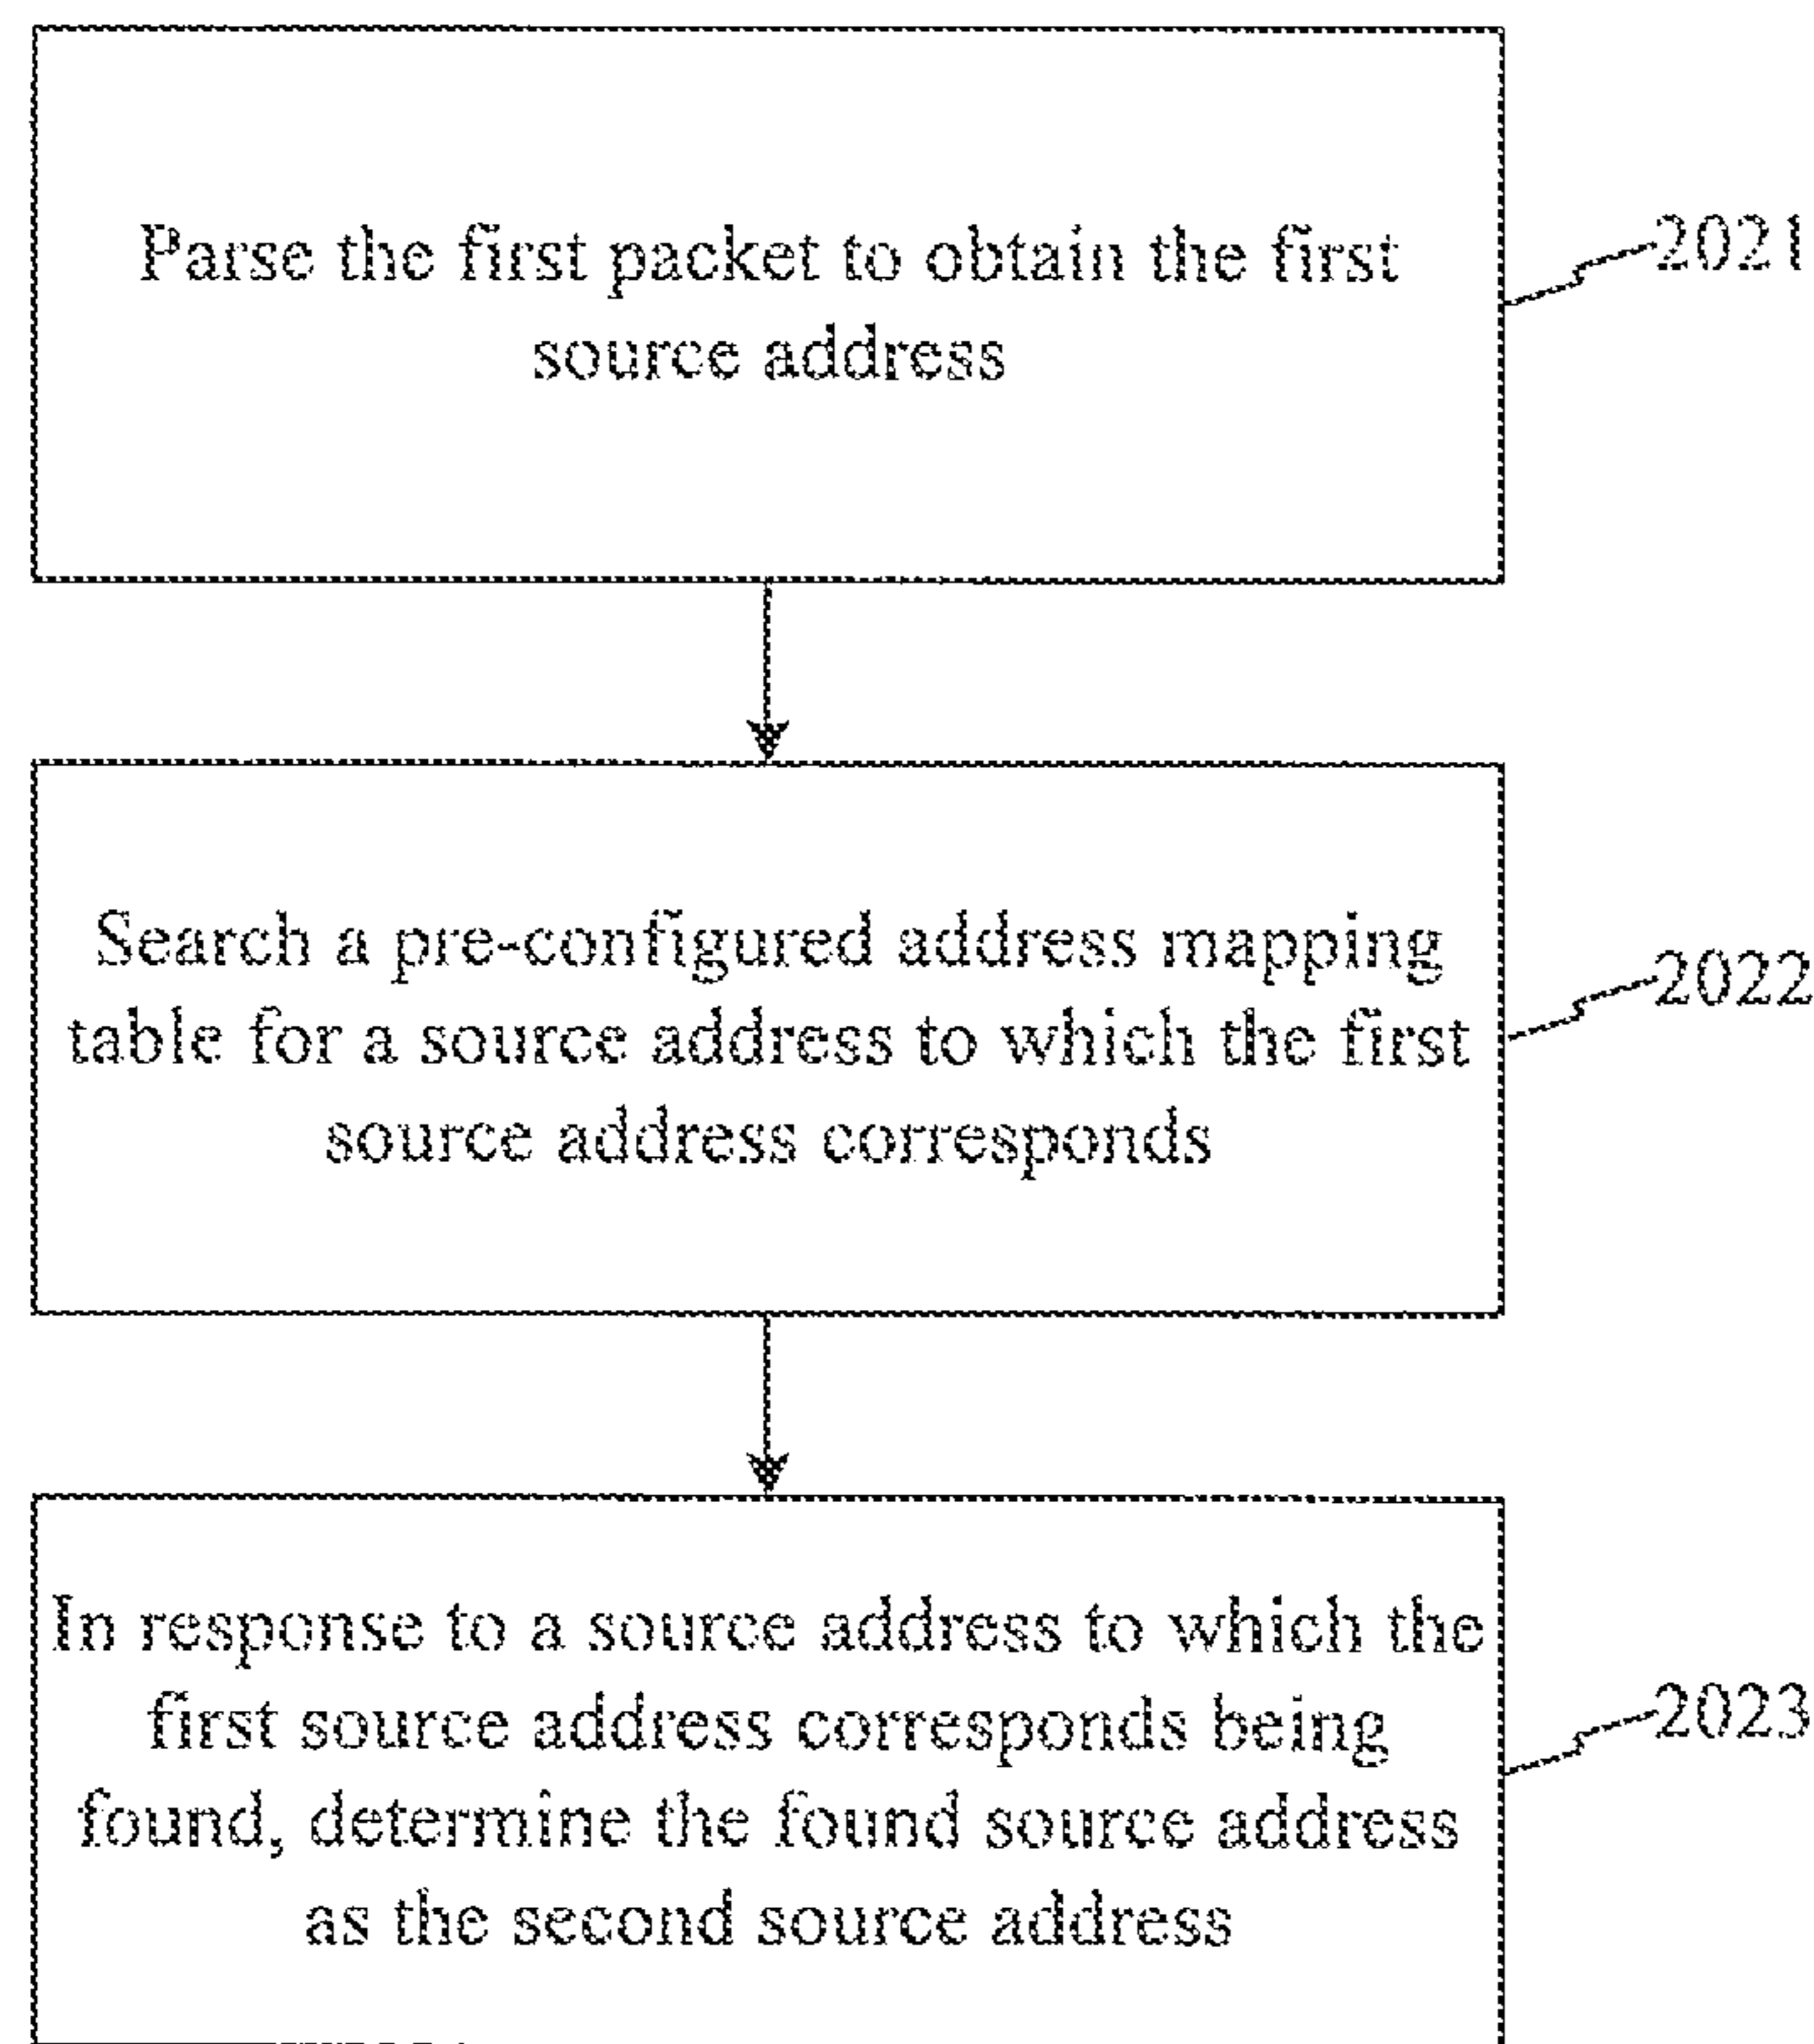 Parse the first packet to obtain the first
source address
2021
Search a pre-configured address mapping
table for a source address to which the first
source address corresponds
2022
In response to a source address to which the
first source address corresponds being
found, determine the found source address
as the second source address
2023